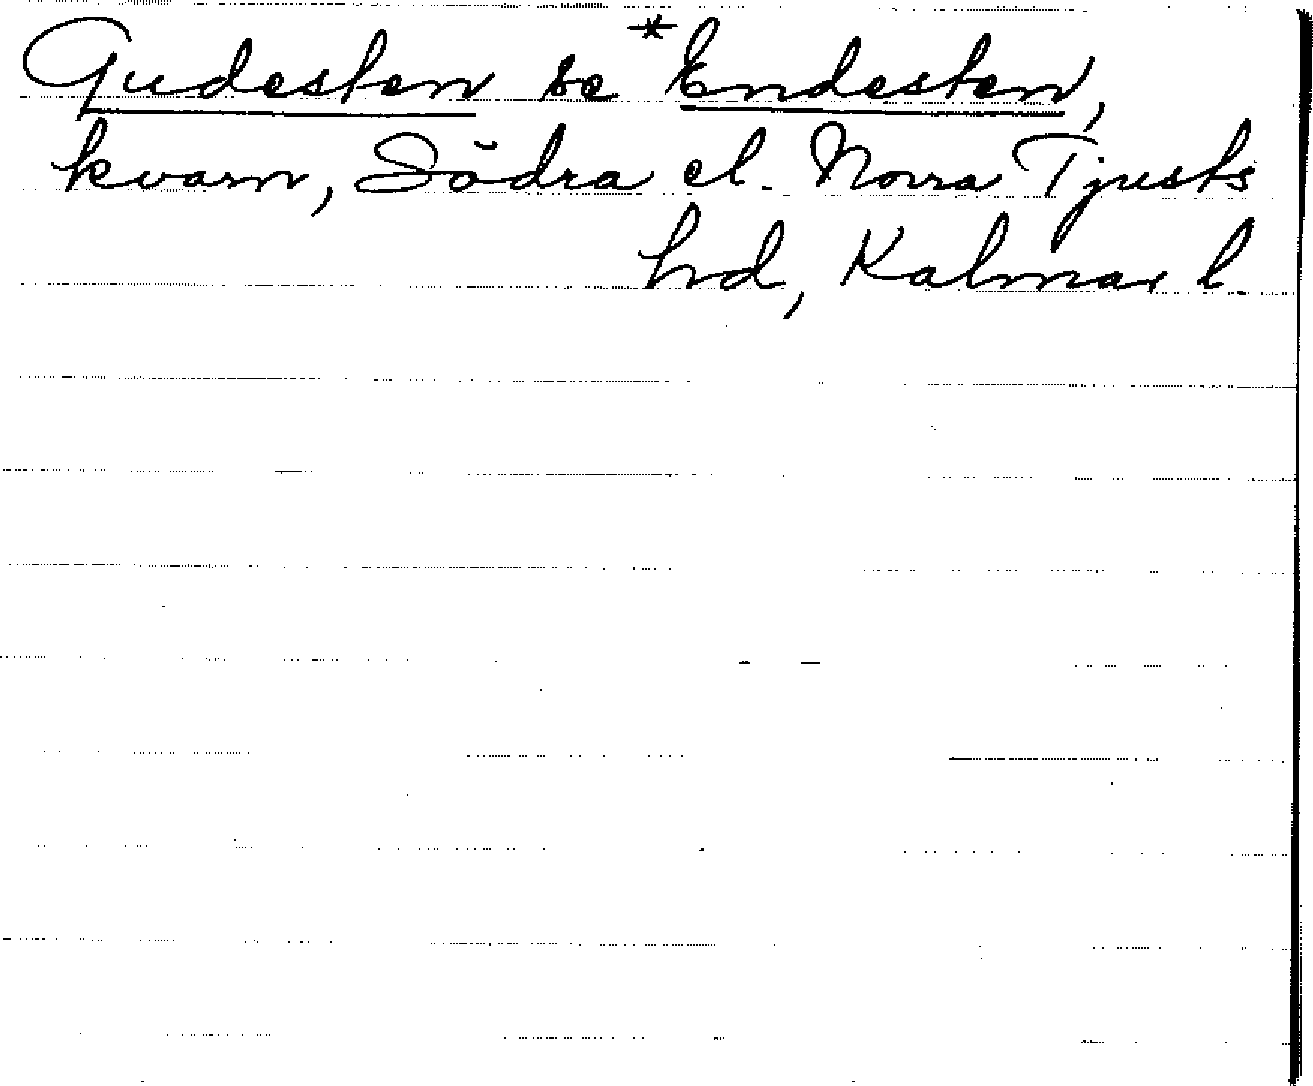 Gudesten se *Endesten,
kvarn, Södra el. Norra Tjusts
hd, Kalmar l.